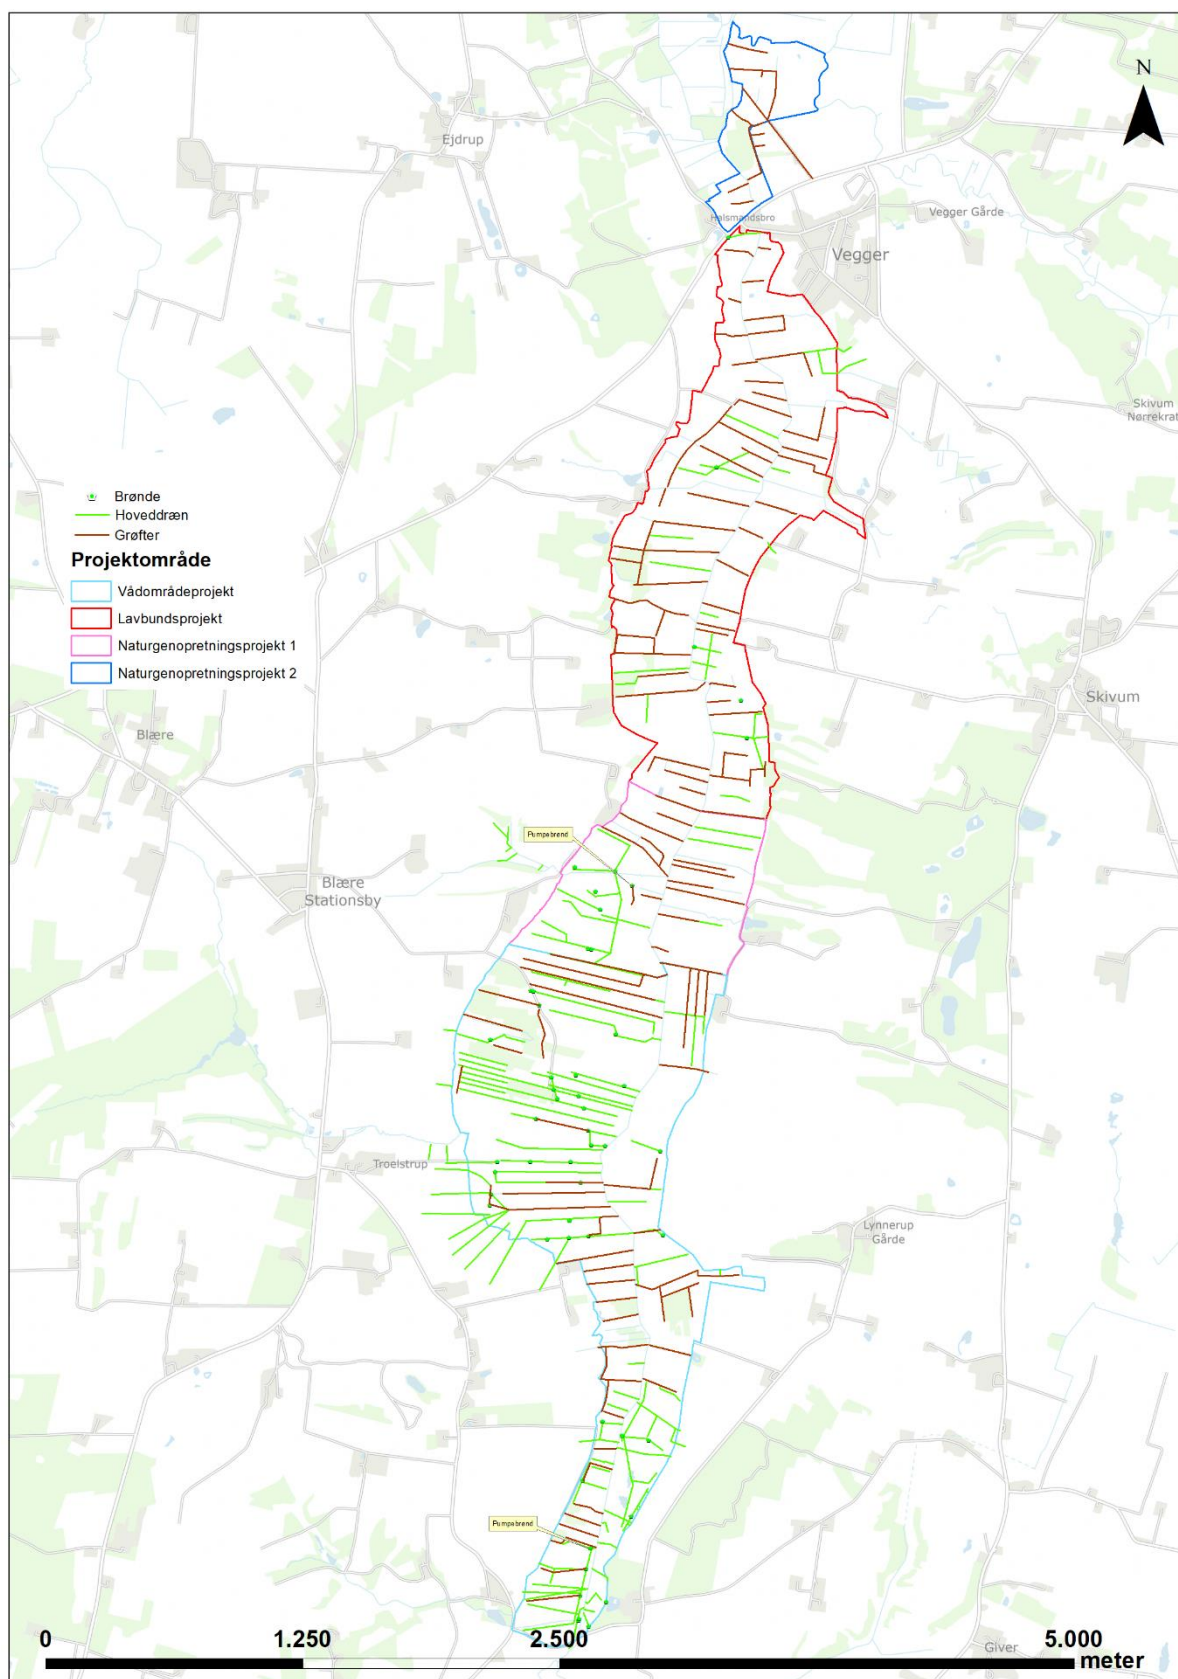 N
Ejdrup
Vegger Gårde
Halsmandsbro
Vegger
Skivum
Nørrekrat
Brønde
Hoveddræn
Grøfter
Projektområde
Vådområdeprojekt
Lavbundsprojekt
Naturgenopretningsprojekt 1
Naturgenopretningsprojekt 2
Skivum
Blære
Pumpebrønd
Blære
Stationsby
Troelstrup
Lynnerup
Gårde
Pumpebrønd
0 1.250 2.500 5.000
Giver
meter